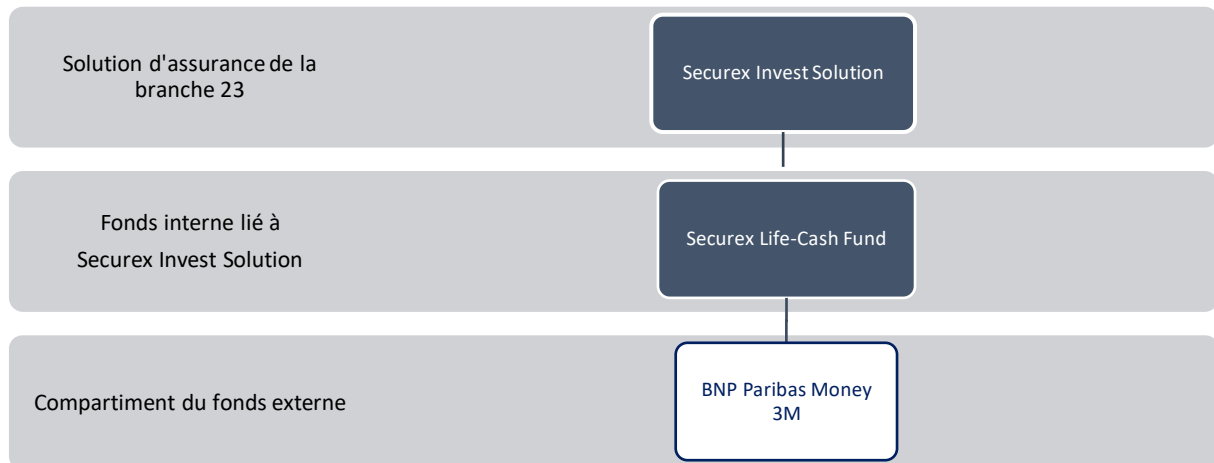 Solution d'assurance de la
branche 23
Securex Invest Solution
Fonds interne lié à
Securex Invest Solution
Securex Life-Cash Fund
Compartiment du fonds externe
BNP Paribas Money
3M